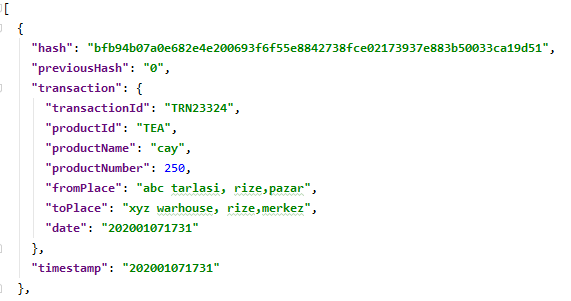 [
{
"hash": "bfb94b07a0e682e4e200693f6f55e8842738fce02173937e883b50033ca19d51",
"previousHash": "0",
"transaction": {
"transactionId": "TRN23324",
"productId": "TEA",
"productName": "cay",
"productNumber": 250,
"fromPlace": "abc tarlasi, rize,pazar",
"toPlace": "xyz warhouse, rize,merkez",
"date": "202001071731"
},
"timestamp": "202001071731"
},